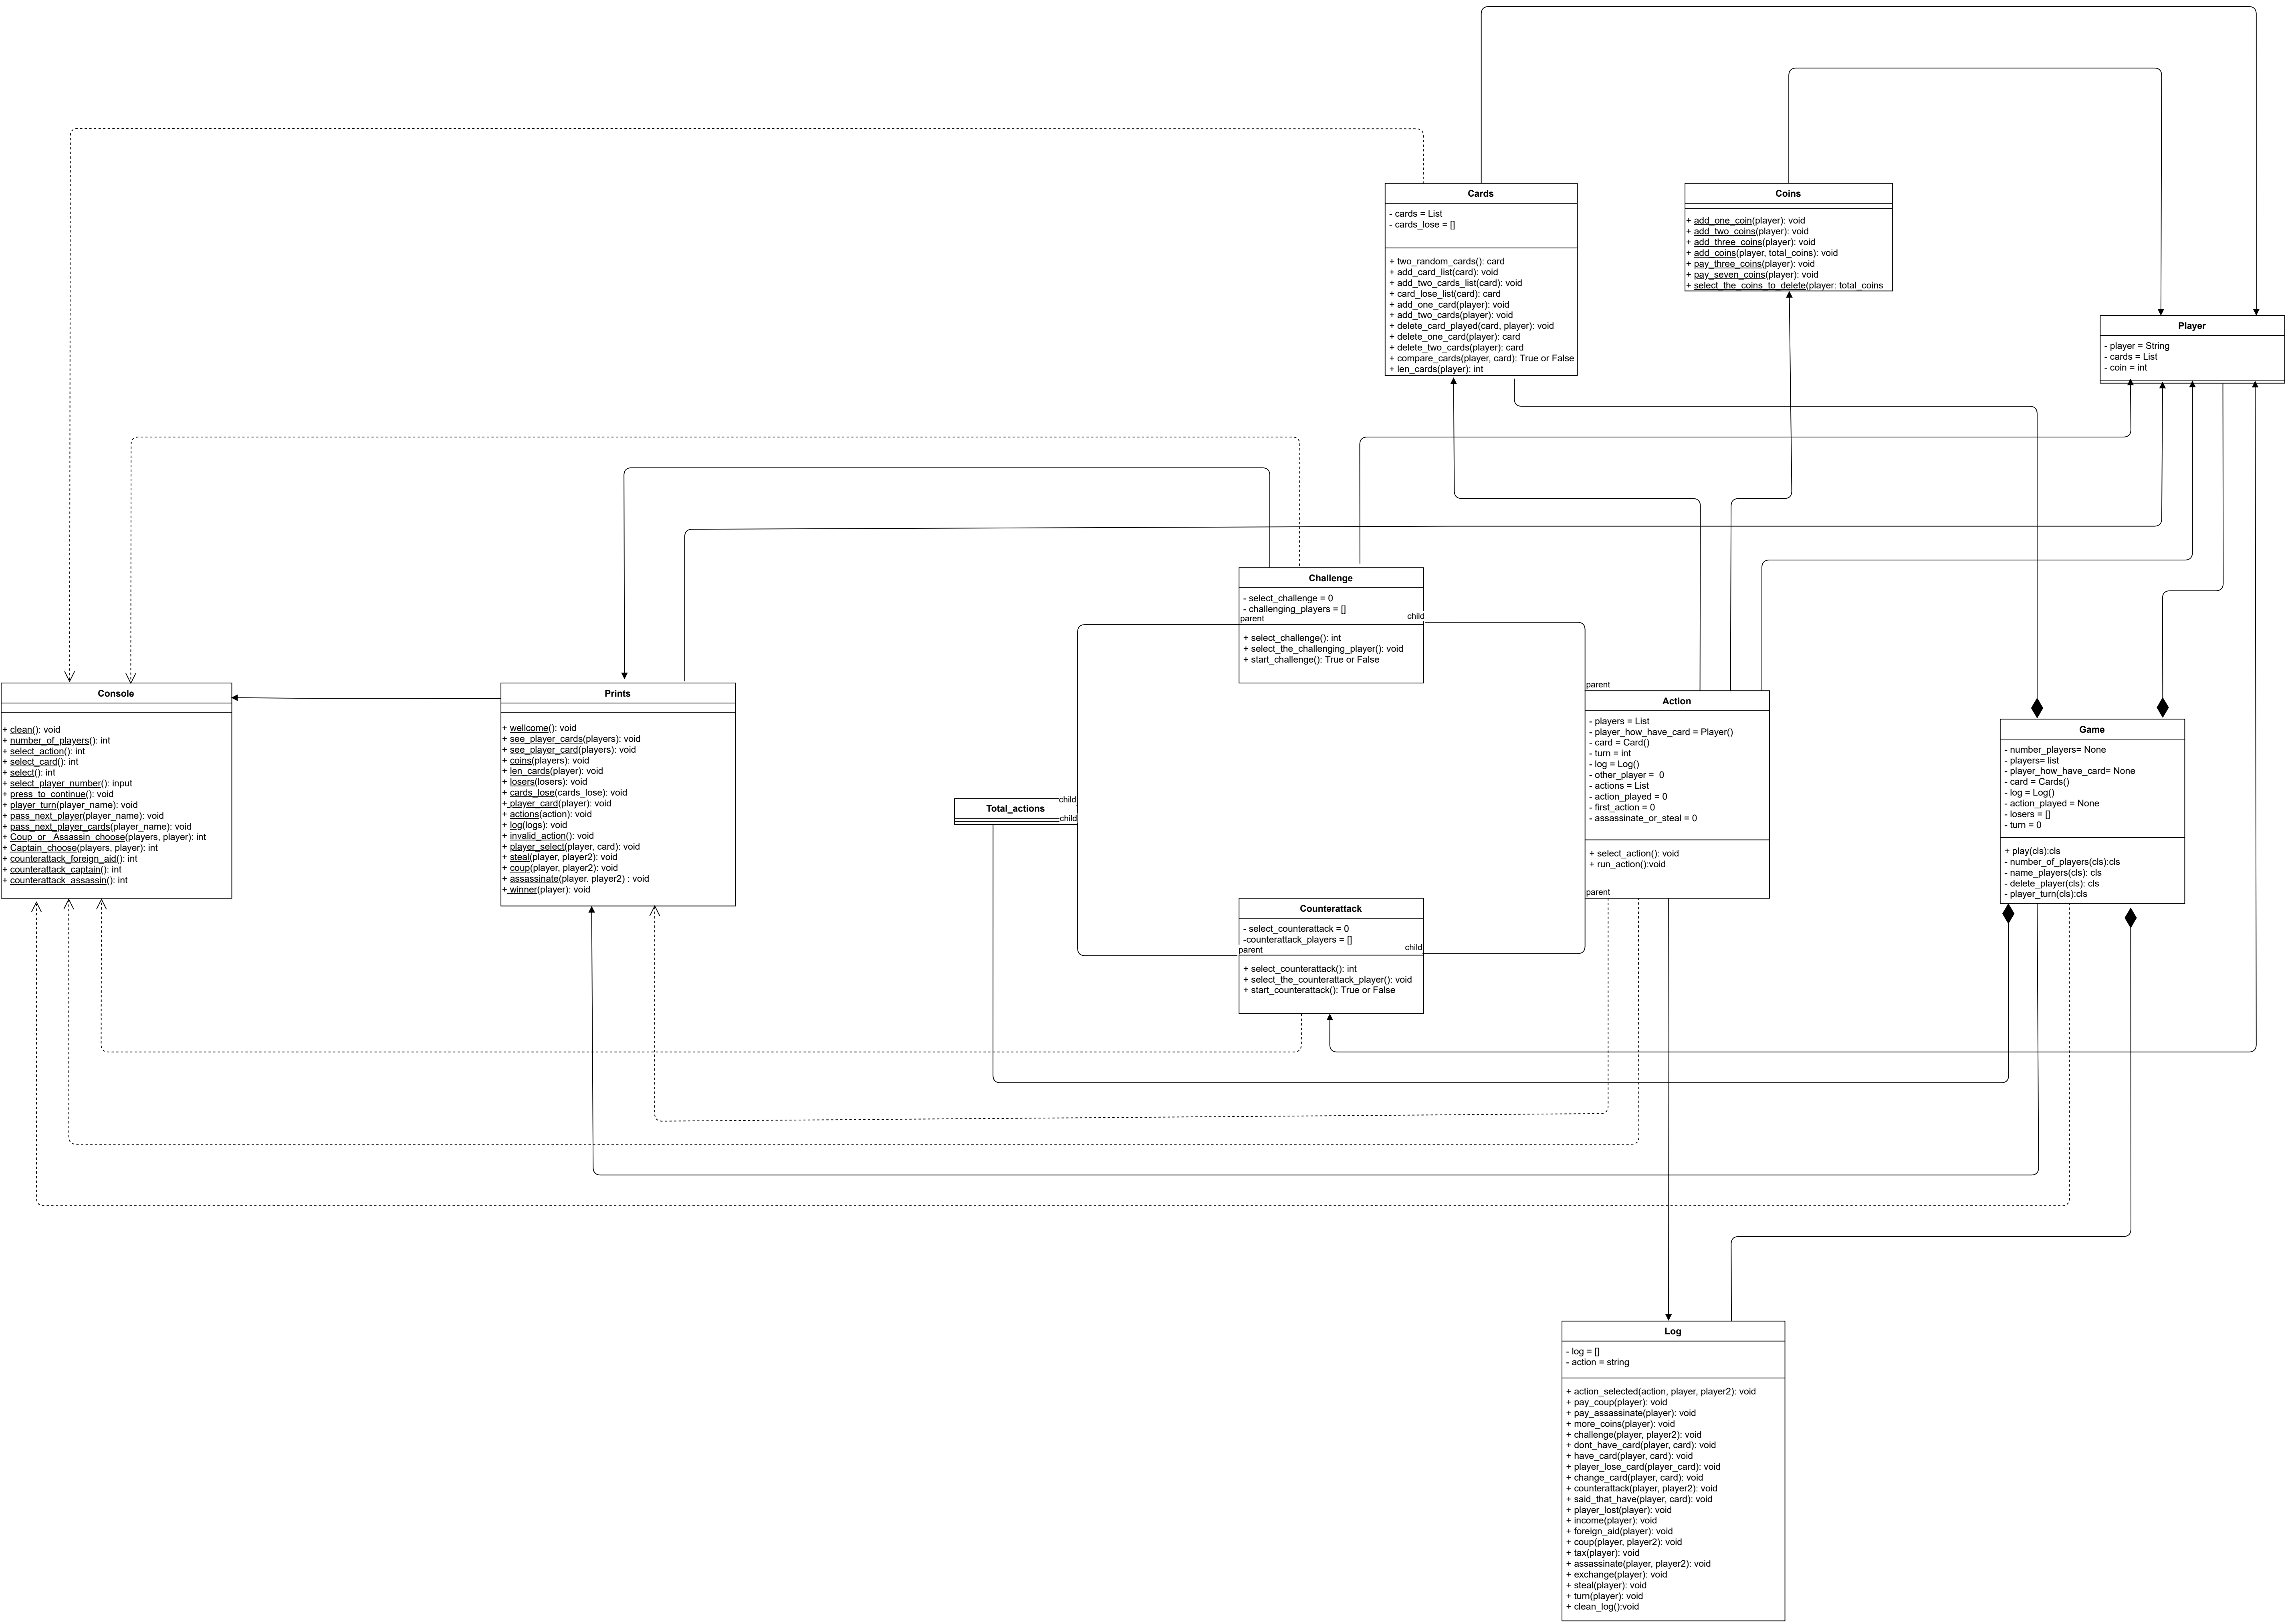 Cards
- cards = List
- cards_lose = []
+ two_random_cards(): card
+ add_card_list(card): void
+ add_two_cards_list(card): void
+ card_lose_list(card): card
+ add_one_card(player): void
+ add_two_cards(player): void
+ delete_card_played(card, player): void
+ delete_one_card(player): card
+ delete_two_cards(player): card
+ compare_cards(player, card): True or False
+ len_cards(player): int
Coins
+ add_one_coin(player): void
+ add_two_coins(player): void
+ add_three_coins(player): void
+ add_coins(player, total_coins): void
+ pay_three_coins(player): void
+ pay_seven_coins(player): void
+ select_the_coins_to_delete(player: total_coins
Player
- player = String
- cards = List
- coin = int
Challenge
- select_challenge = 0
- challenging_players = []
parent
child
+ select_challenge(): int
+ select_the_challenging_player(): void
+ start_challenge(): True or False
Console
+ clean(): void
+ number_of_players(): int
+ select_action(): int
+ select_card(): int
+ select(): int
+ select_player_number(): input
+ press_to_continue(): void
+ player_turn(player_name): void
+ pass_next_player(player_name): void
+ pass_next_player_cards(player_name): void
+ Coup_or _Assassin_choose(players, player): int
+ Captain_choose(players, player): int
+ counterattack_foreign_aid(): int
+ counterattack_captain(): int
+ counterattack_assassin(): int
Prints
+ wellcome(): void
+ see_player_cards(players): void
+ see_player_card(players): void
+ coins(players): void
+ len_cards(player): void
+ losers(losers): void
+ cards_lose(cards_lose): void
+ player_card(player): void
+ actions(action): void
+ log(logs): void
+ invalid_action(): void
+ player_select(player, card): void
+ steal(player, player2): void
+ coup(player, player2): void
+ assassinate(player. player2) : void
+ winner(player): void
Total_actions
child
child
parent
Action
- players = List
- player_how_have_card = Player()
- card = Card()
- turn = int
- log = Log()
- other_player =  0
- actions = List
- action_played = 0
- first_action = 0
- assassinate_or_steal = 0
+ select_action(): void
+ run_action():void
parent
Game
- number_players= None
- players= list
- player_how_have_card= None
- card = Cards()
- log = Log()
- action_played = None
- losers = []
- turn = 0
+ play(cls):cls
- number_of_players(cls):cls
- name_players(cls): cls
- delete_player(cls): cls
- player_turn(cls):cls
Counterattack
- select_counterattack = 0
-counterattack_players = []
parent
child
+ select_counterattack(): int
+ select_the_counterattack_player(): void
+ start_counterattack(): True or False
Log
- log = []
- action = string
+ action_selected(action, player, player2): void
+ pay_coup(player): void
+ pay_assassinate(player): void
+ more_coins(player): void
+ challenge(player, player2): void
+ dont_have_card(player, card): void
+ have_card(player, card): void
+ player_lose_card(player_card): void
+ change_card(player, card): void
+ counterattack(player, player2): void
+ said_that_have(player, card): void
+ player_lost(player): void
+ income(player): void
+ foreign_aid(player): void
+ coup(player, player2): void
+ tax(player): void
+ assassinate(player, player2): void
+ exchange(player): void
+ steal(player): void
+ turn(player): void
+ clean_log():void